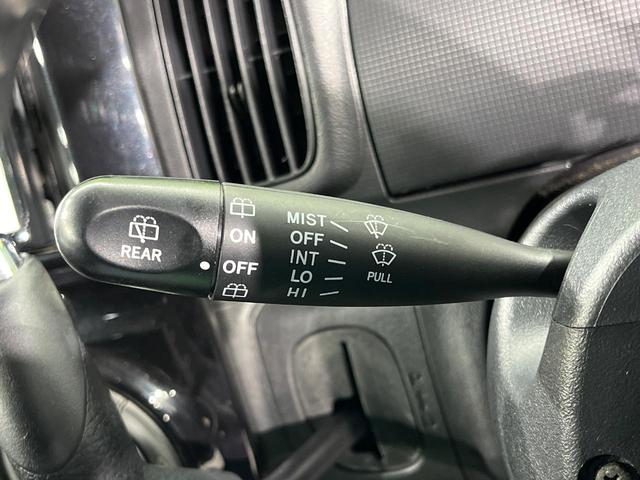 REAR
ON
OFF
MIST
OFF
INT
LO
HI
PULL